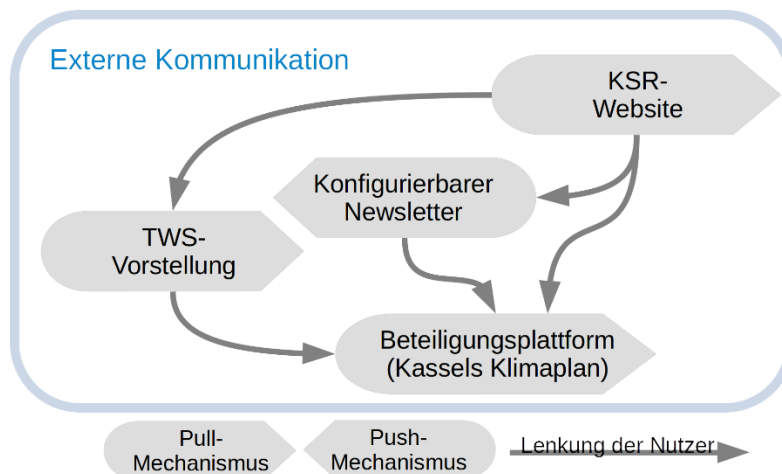 Externe Kommunikation
KSR-
Website
Konfigurierbarer
Newsletter
TWS-
Vorstellung
Beteiligungsplattform
(Kassels Klimaplan)
Pull-
Mechanismus
Push-
Mechanismus
Lenkung der Nutzer